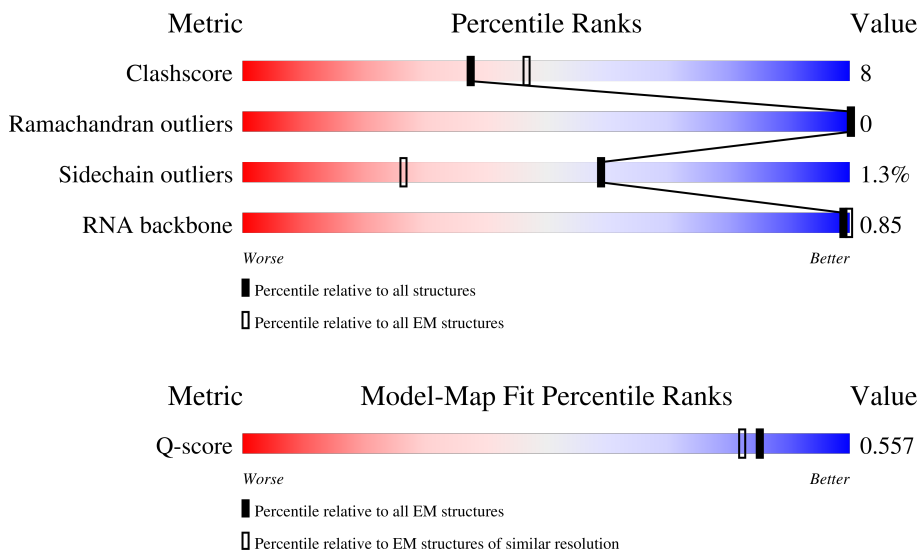 Metric Percentile Ranks Value
Clashscore 8
Ramachandran outliers 0
Sidechain outliers 1.3%
RNA backbone 0.85
Worse Better
Percentile relative to all structures
Percentile relative to all EM structures
Metric Model-Map Fit Percentile Ranks Value
Q-score 0.557
Worse Better
Percentile relative to all EM structures
Percentile relative to EM structures of similar resolution